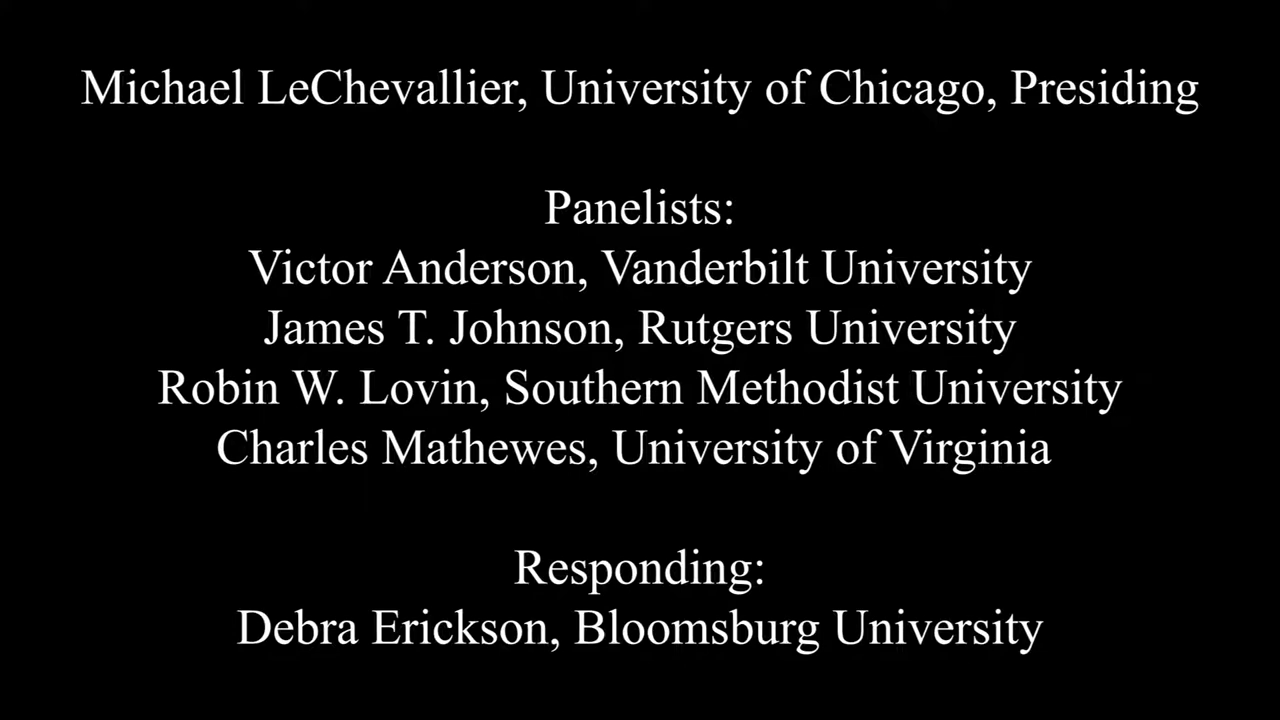 Michael LeChevallier, University of Chicago, Presiding
Panelists:
Victor Anderson, Vanderbilt University
James T. Johnson, Rutgers University
Robin W. Lovin, Southern Methodist University
Charles Mathewes, University of Virginia
Responding:
Debra Erickson, Bloomsburg University